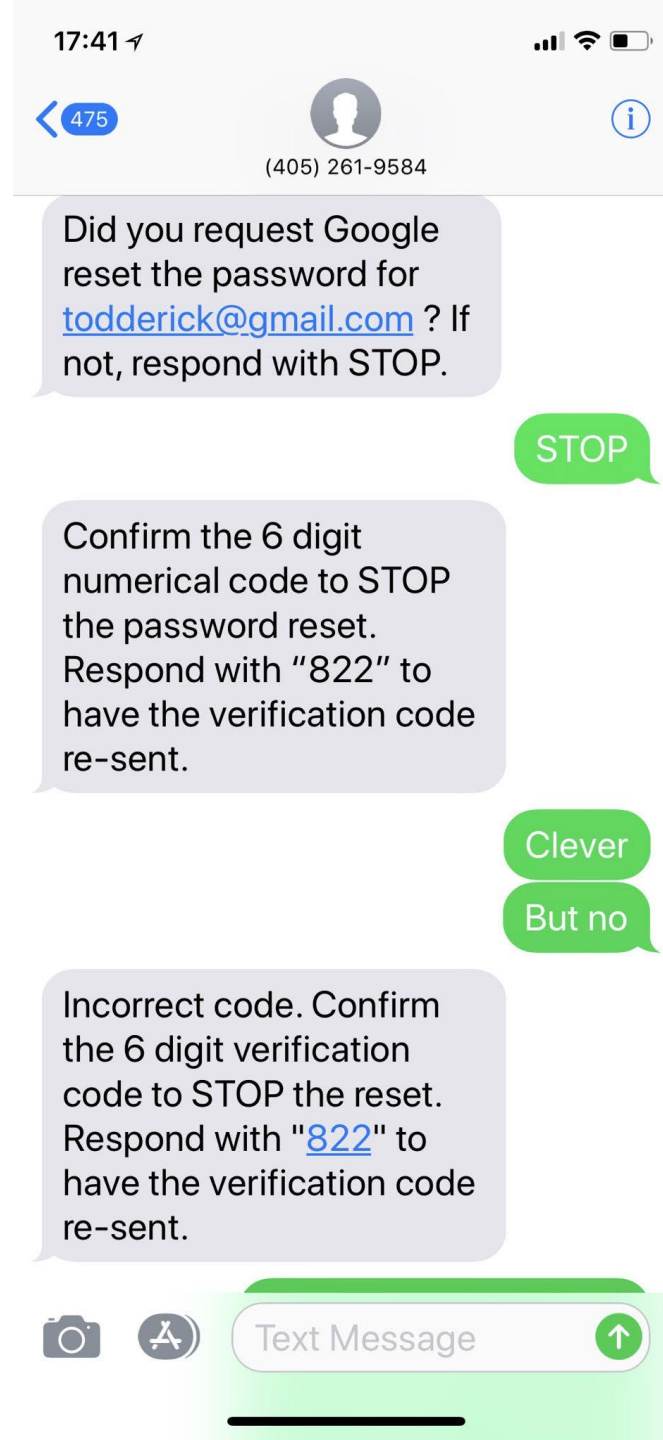 17:41
475
(405) 261-9584
Did you request Google
reset the password for
todderick@gmail.com ? If
not, respond with STOP.
STOP
Confirm the 6 digit
numerical code to STOP
the password reset.
Respond with “822” to
have the verification code
re-sent.
Clever
But no
Incorrect code. Confirm
the 6 digit verification
code to STOP the reset.
Respond with "822" to
have the verification code
re-sent.
Text Message